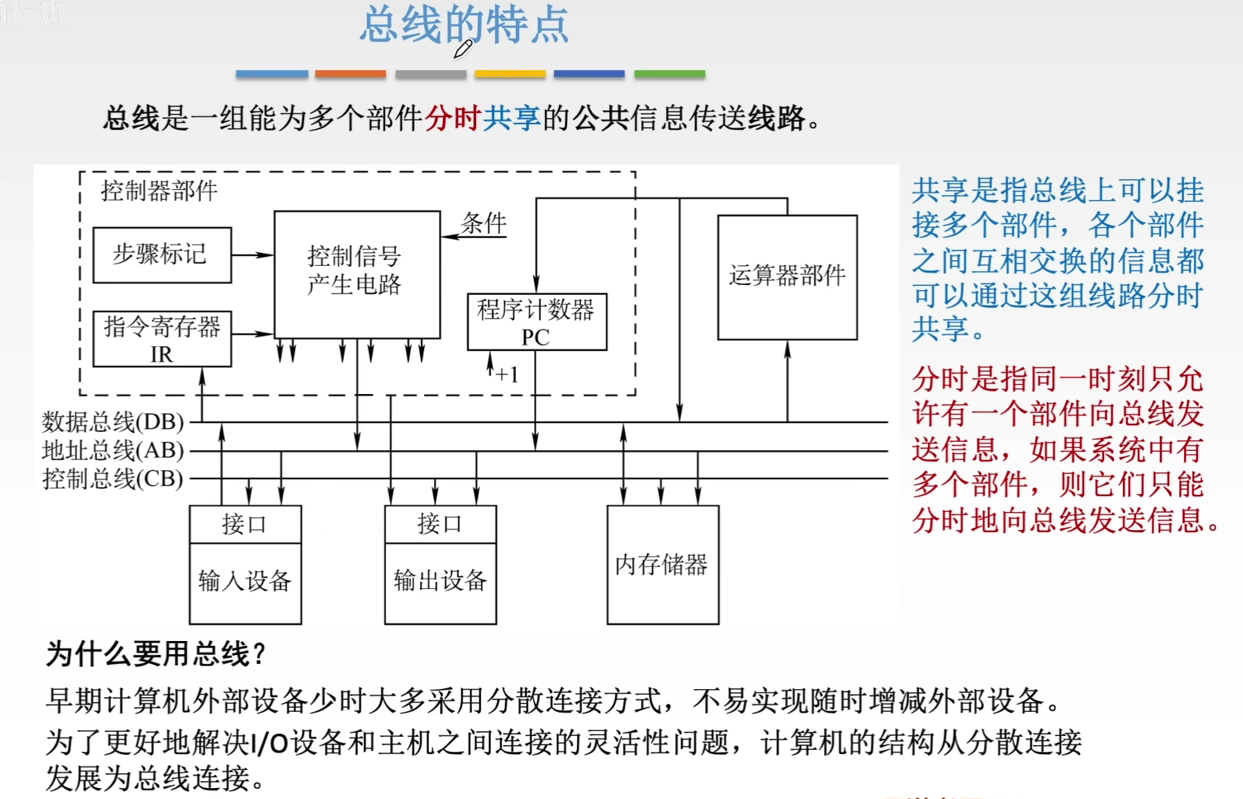 总线的特点
总线是一组能为多个部件分时共享的公共信息传送线路。
控制器部件
步骤标记
控制信号
产生电路
条件
指令寄存器
IR
程序计数器
PC
+1
运算器部件
数据总线(DB)
地址总线(AB)
控制总线(CB)
接口
输入设备
接口
输出设备
内存储器
共享是指总线上可以挂
接多个部件，各个部件
之间互相交换的信息都
可以通过这组线路分时
共享。
分时是指同一时刻只允
许有一个部件向总线发
送信息，如果系统中有
多个部件，则它们只能
分时地向总线发送信息。
为什么要用总线？
早期计算机外部设备少时大多采用分散连接方式，不易实现随时增减外部设备。
为了更好地解决I/O设备和主机之间连接的灵活性问题，计算机的结构从分散连接
发展为总线连接。